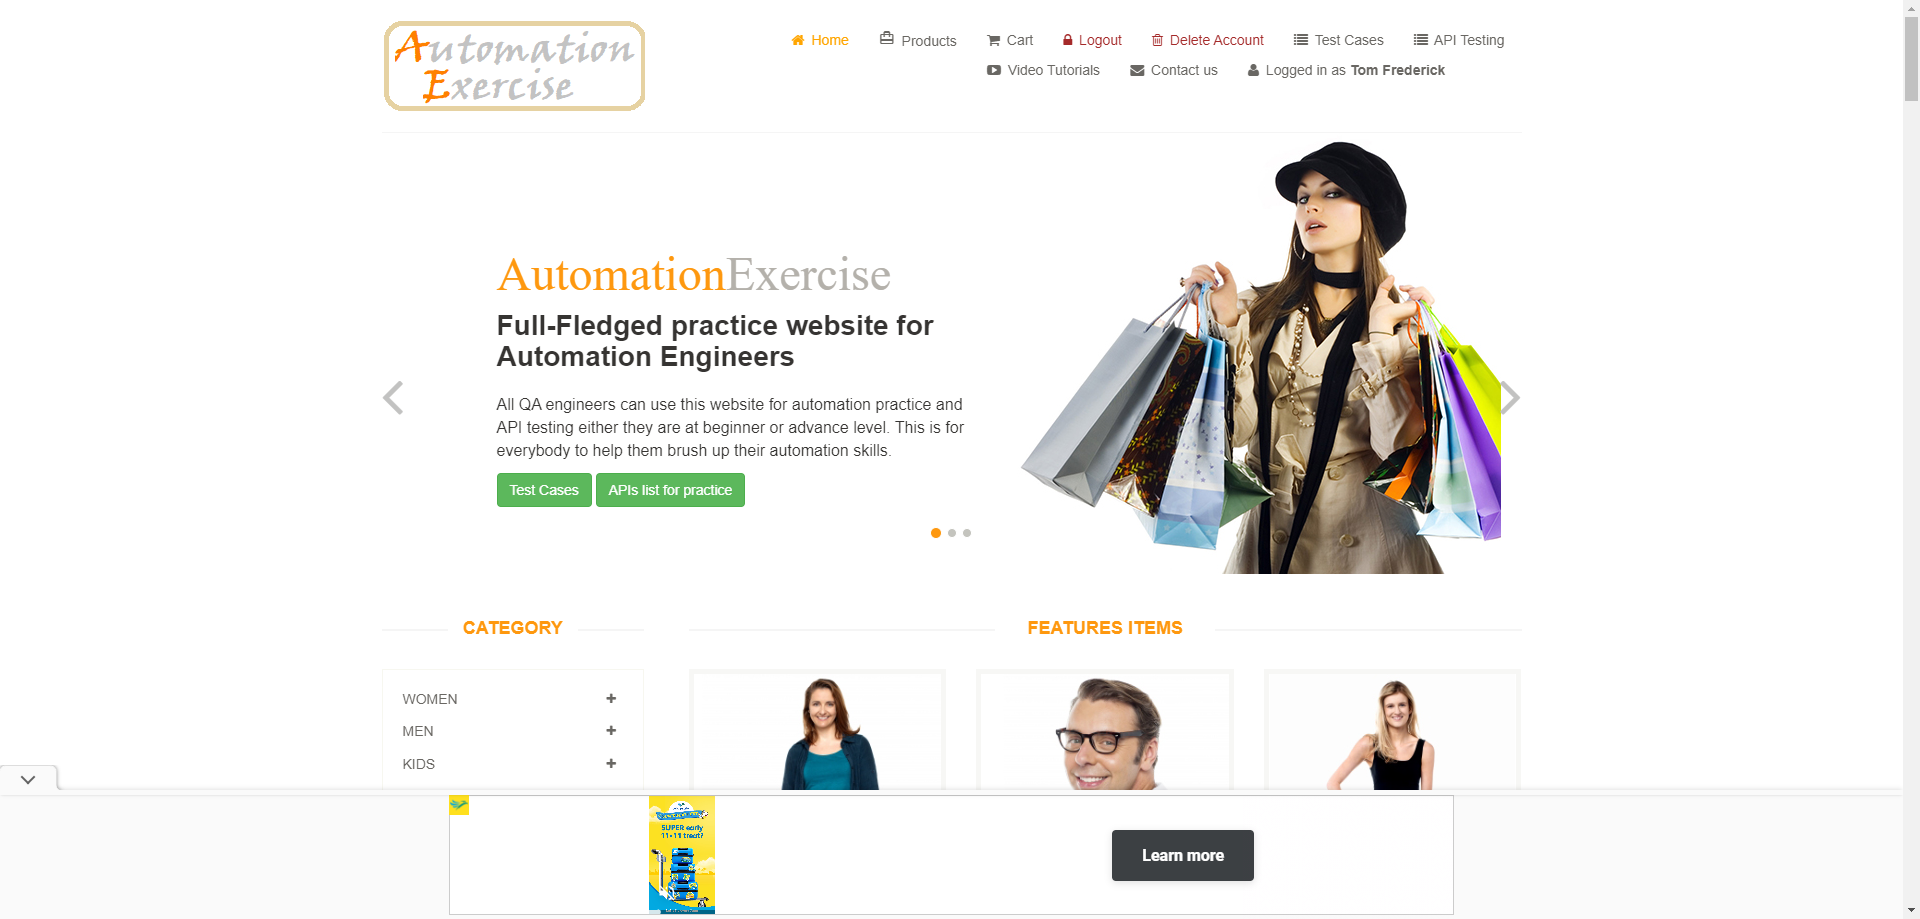 Automation
Exercise
Home
Products
Cart
Logout
Delete Account
Test Cases
API Testing
Video Tutorials
Contact us
Logged in as Tom Frederick
AutomationExercise
Full-Fledged practice website for
Automation Engineers
All QA engineers can use this website for automation practice and
API testing either they are at beginner or advance level. This is for
everybody to help them brush up their automation skills.
Test Cases
APIs list for practice
CATEGORY
FEATURES ITEMS
WOMEN
MEN
KIDS
SUPER early
11·11 treat?
Learn more